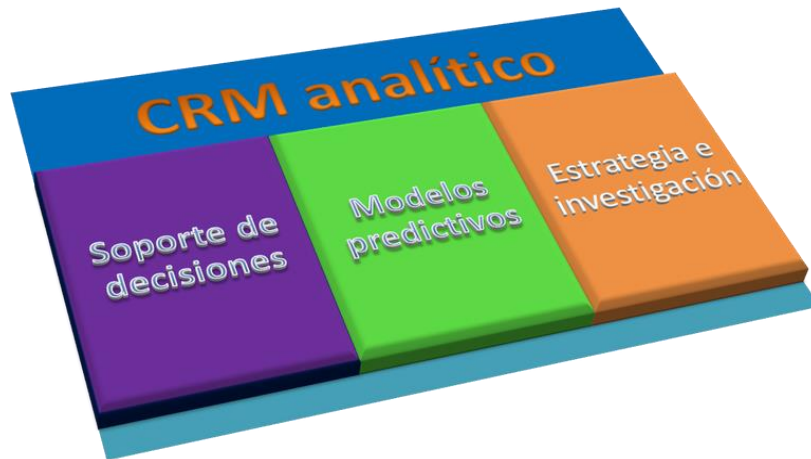 CRM analítico
Soporte de
decisiones
Modelos
predictivos
Estrategia e
investigación